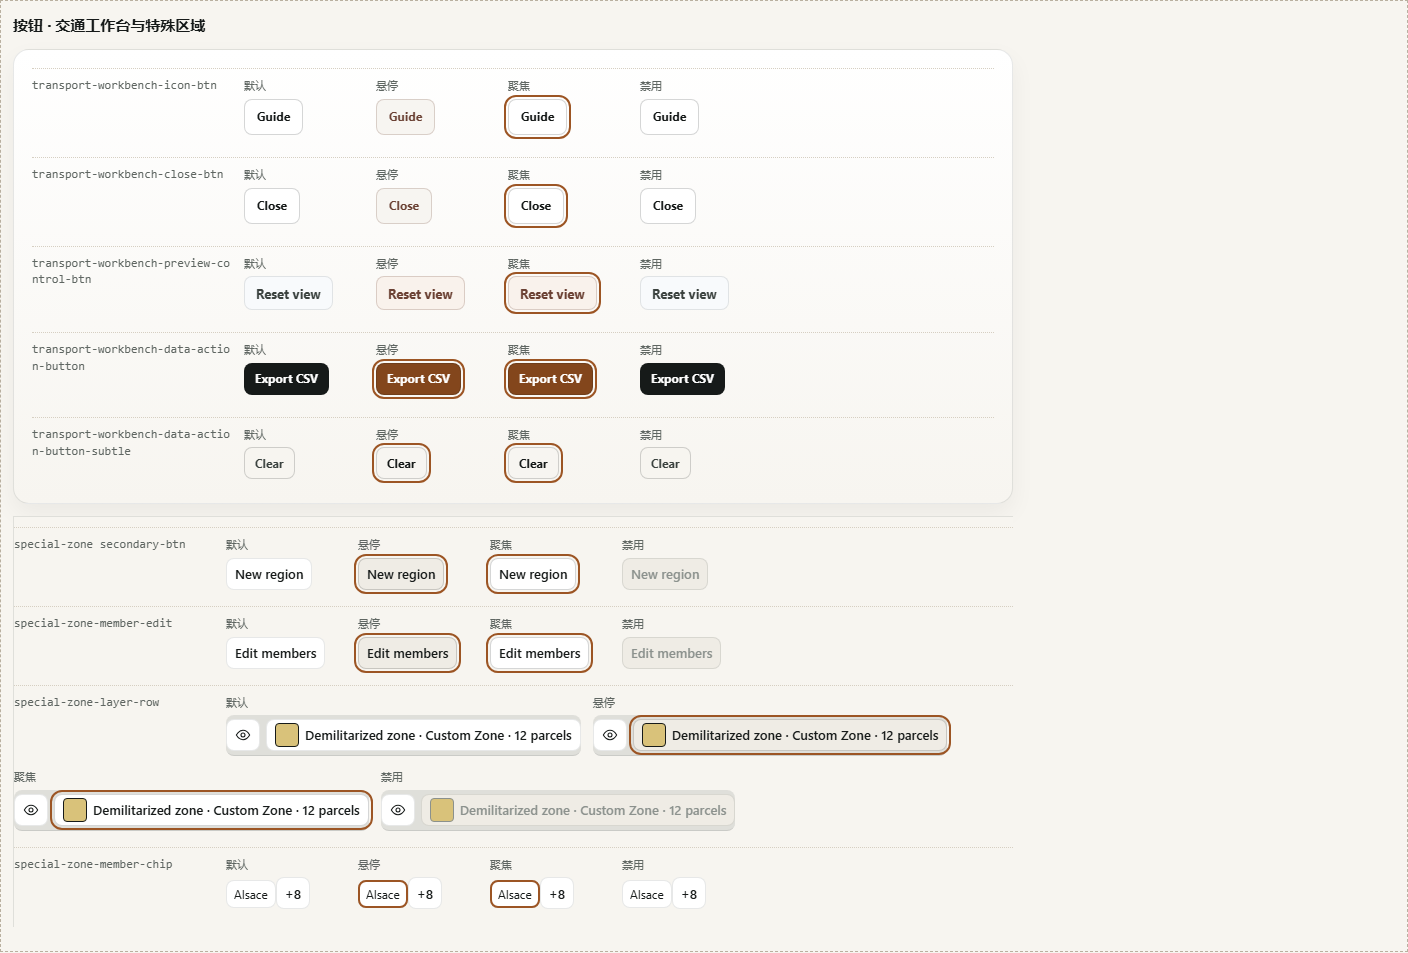 按钮 · 交通工作台与特殊区域
transport-workbench-icon-btn
默认
悬停
聚焦
禁用
Guide
Guide
Guide
Guide
transport-workbench-close-btn
默认
悬停
聚焦
禁用
Close
Close
Close
Close
transport-workbench-preview-co
ntrol-btn
默认
悬停
聚焦
禁用
Reset view
Reset view
Reset view
Reset view
transport-workbench-data-actio
n-button
默认
悬停
聚焦
禁用
Export CSV
Export CSV
Export CSV
Export CSV
transport-workbench-data-actio
n-button-subtle
默认
悬停
聚焦
禁用
Clear
Clear
Clear
Clear
special-zone secondary-btn
默认
悬停
聚焦
禁用
New region
New region
New region
New region
special-zone-member-edit
默认
悬停
聚焦
禁用
Edit members
Edit members
Edit members
Edit members
special-zone-layer-row
默认
悬停
Demilitarized zone · Custom Zone · 12 parcels
Demilitarized zone · Custom Zone · 12 parcels
聚焦
禁用
Demilitarized zone · Custom Zone · 12 parcels
Demilitarized zone · Custom Zone · 12 parcels
special-zone-member-chip
默认
悬停
聚焦
禁用
Alsace +8
Alsace +8
Alsace +8
Alsace +8